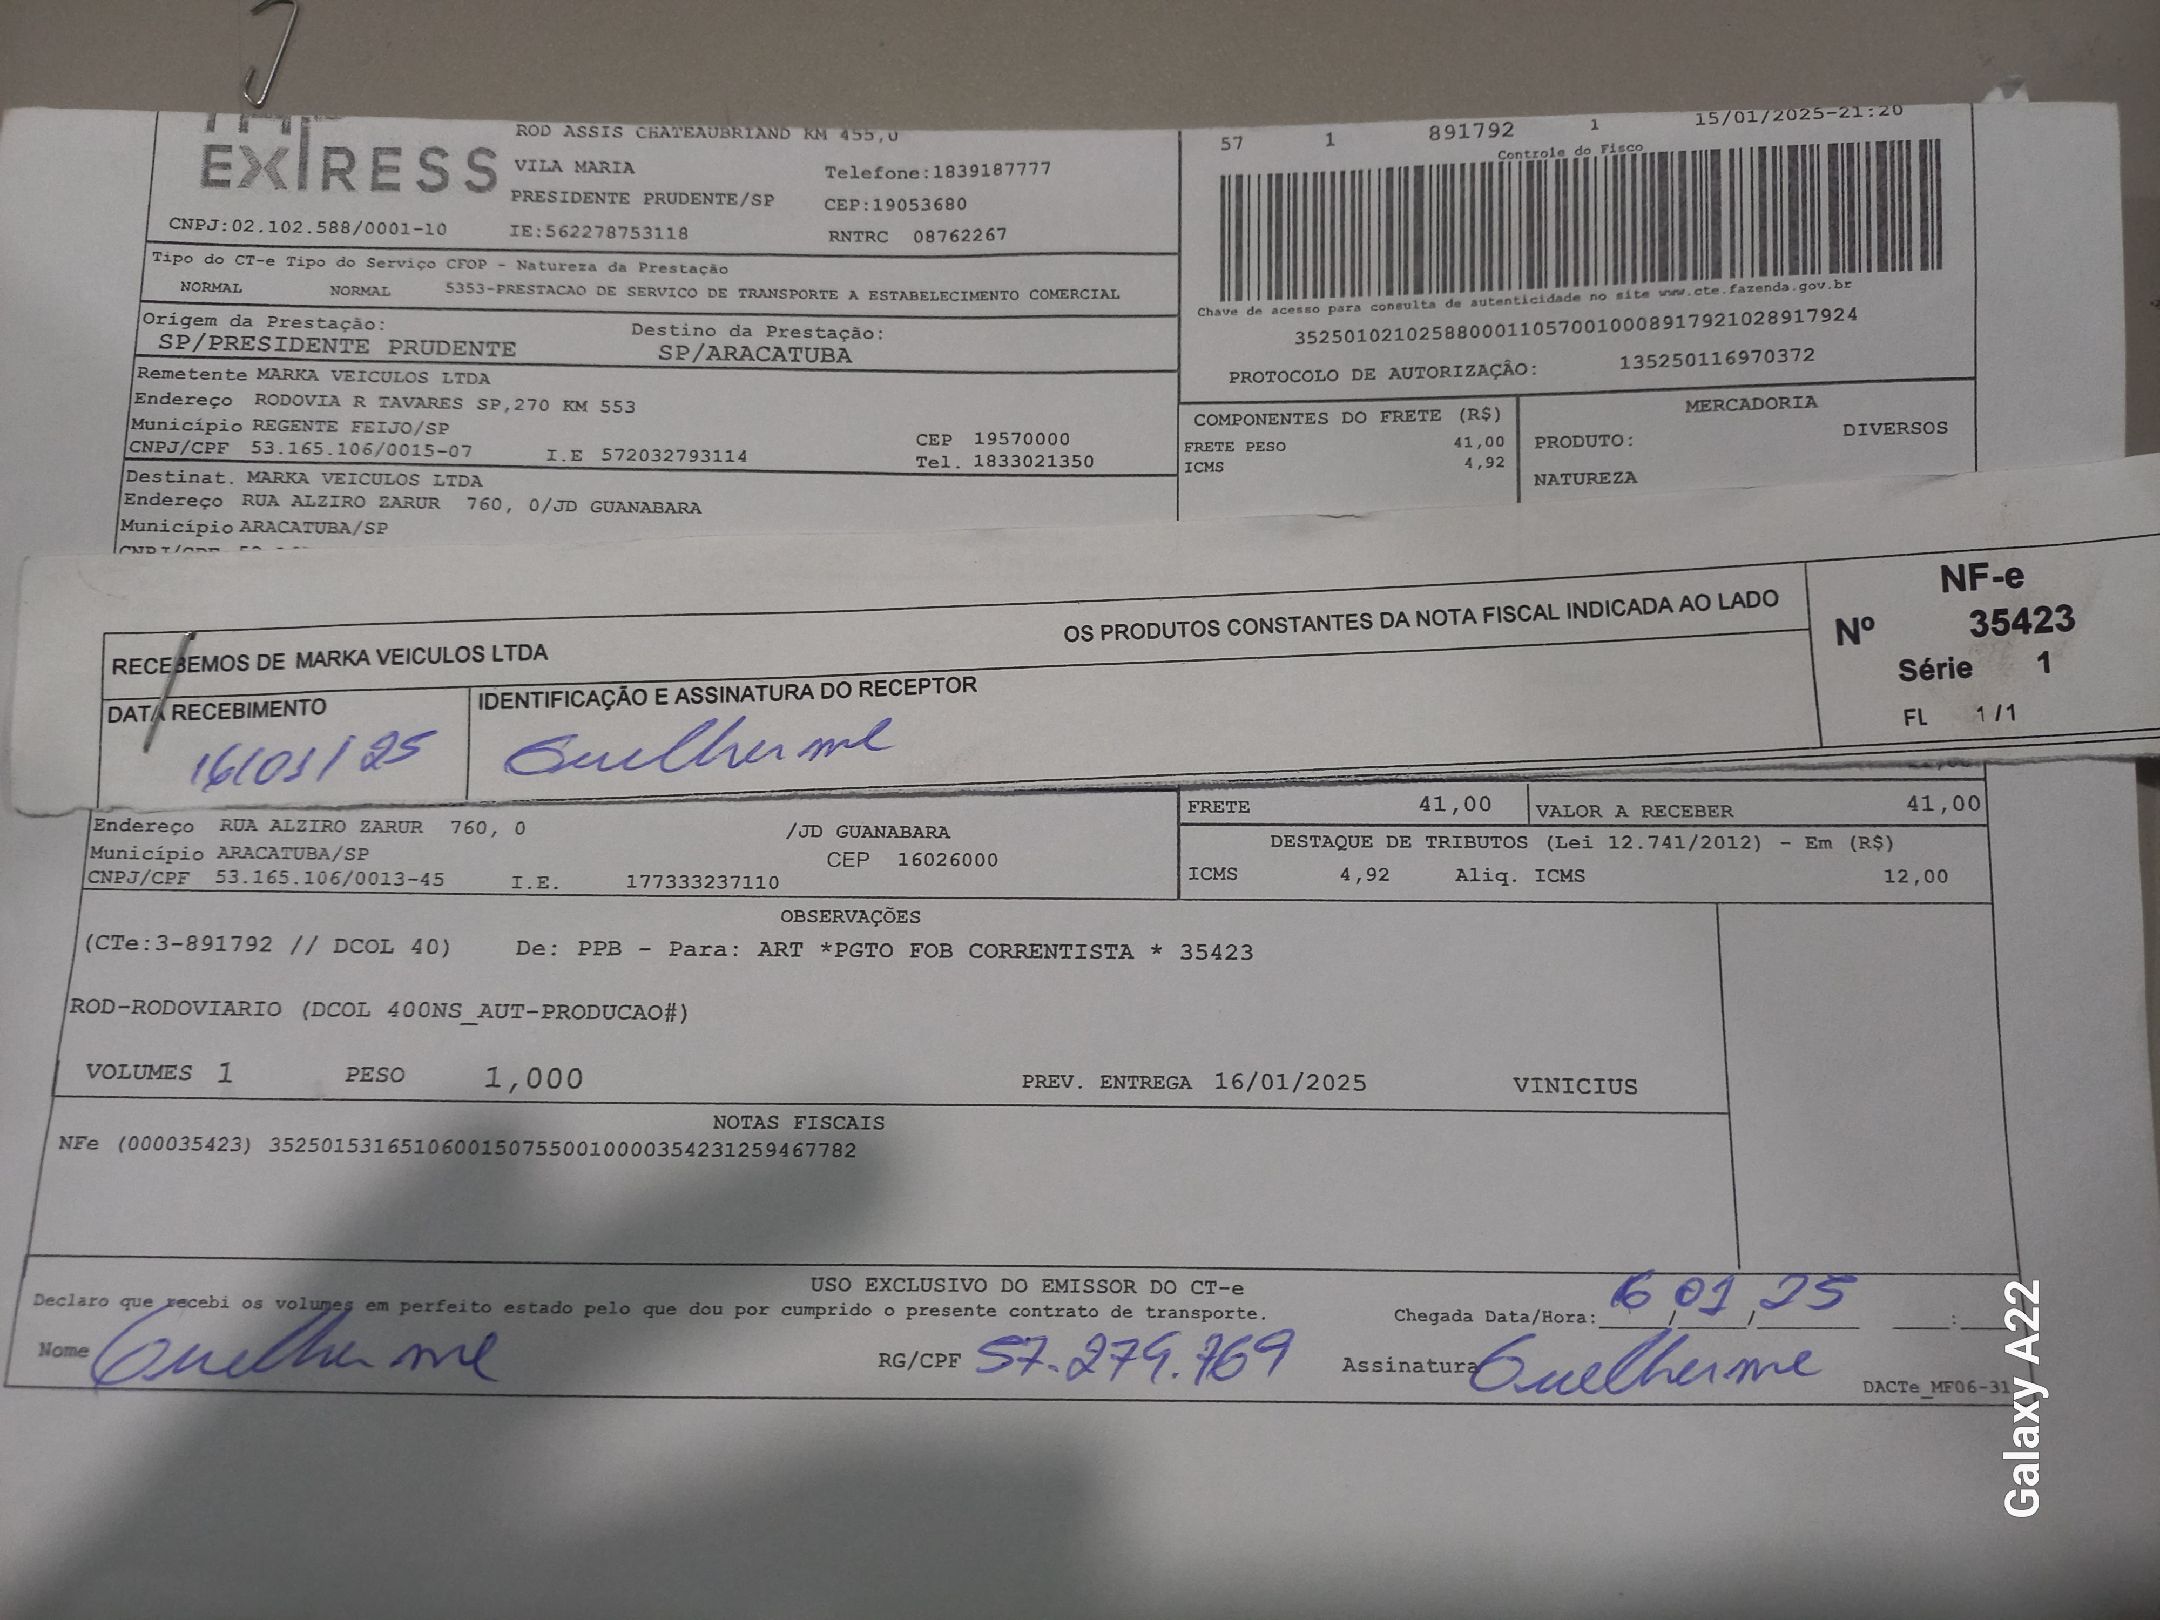 EXPRESS
ROD ASSIS CHATEAUBRIAND KM 455,0
VILA MARIA
Telefone:1839187777
PRESIDENTE PRUDENTE/SP
CEP:19053680
CNPJ:02.102.588/0001-10
IE:562278753118
RNTRC 08762267
57 1 891792 1 15/01/2025-21:20
Controle do Fisco
Chave de acesso para consulta de autenticidade no site www.cte.fazenda.gov.br
35250102102588000110570010008917921028917924
PROTOCOLO DE AUTORIZAÇÃO: 135250116970372
Tipo do CT-e Tipo do Serviço CFOP - Natureza da Prestação
NORMAL NORMAL 5353-PRESTACAO DE SERVICO DE TRANSPORTE A ESTABELECIMENTO COMERCIAL
Origem da Prestação: Destino da Prestação:
SP/PRESIDENTE PRUDENTE SP/ARACATUBA
Remetente MARKA VEICULOS LTDA
Endereço RODOVIA R TAVARES SP,270 KM 553
Município REGENTE FEIJO/SP
CEP 19570000
CNPJ/CPF 53.165.106/0015-07 I.E 572032793114
Tel. 1833021350
COMPONENTES DO FRETE (R$)
FRETE PESO 41,00
ICMS 4,92
MERCADORIA
PRODUTO: DIVERSOS
NATUREZA
Destinat. MARKA VEICULOS LTDA
Endereço RUA ALZIRO ZARUR 760, 0/JD GUANABARA
Município ARACATUBA/SP
CNPJ/CPF
RECEBEMOS DE MARKA VEICULOS LTDA OS PRODUTOS CONSTANTES DA NOTA FISCAL INDICADA AO LADO
DATA RECEBIMENTO
16/01/25
IDENTIFICAÇÃO E ASSINATURA DO RECEPTOR
Guilherme
NF-e
Nº 35423
Série 1
FL 1/1
Endereço RUA ALZIRO ZARUR 760, 0 /JD GUANABARA
Município ARACATUBA/SP CEP 16026000
CNPJ/CPF 53.165.106/0013-45 I.E. 177333237110
FRETE 41,00 VALOR A RECEBER 41,00
DESTAQUE DE TRIBUTOS (Lei 12.741/2012) - Em (R$)
ICMS 4,92 Aliq. ICMS 12,00
OBSERVAÇÕES
(CTe:3-891792 // DCOL 40) De: PPB - Para: ART *PGTO FOB CORRENTISTA * 35423
ROD-RODOVIARIO (DCOL 400NS_AUT-PRODUCAO#)
VOLUMES 1 PESO 1,000 PREV. ENTREGA 16/01/2025 VINICIUS
NOTAS FISCAIS
NFe (000035423) 35250153165106001507550010000354231259467782
USO EXCLUSIVO DO EMISSOR DO CT-e
Declaro que recebi os volumes em perfeito estado pelo que dou por cumprido o presente contrato de transporte.
Chegada Data/Hora: 16/01/25 :
Nome Guilherme RG/CPF 57.279.769 Assinatura Guilherme
DACTe_MF06-31
Galaxy A22